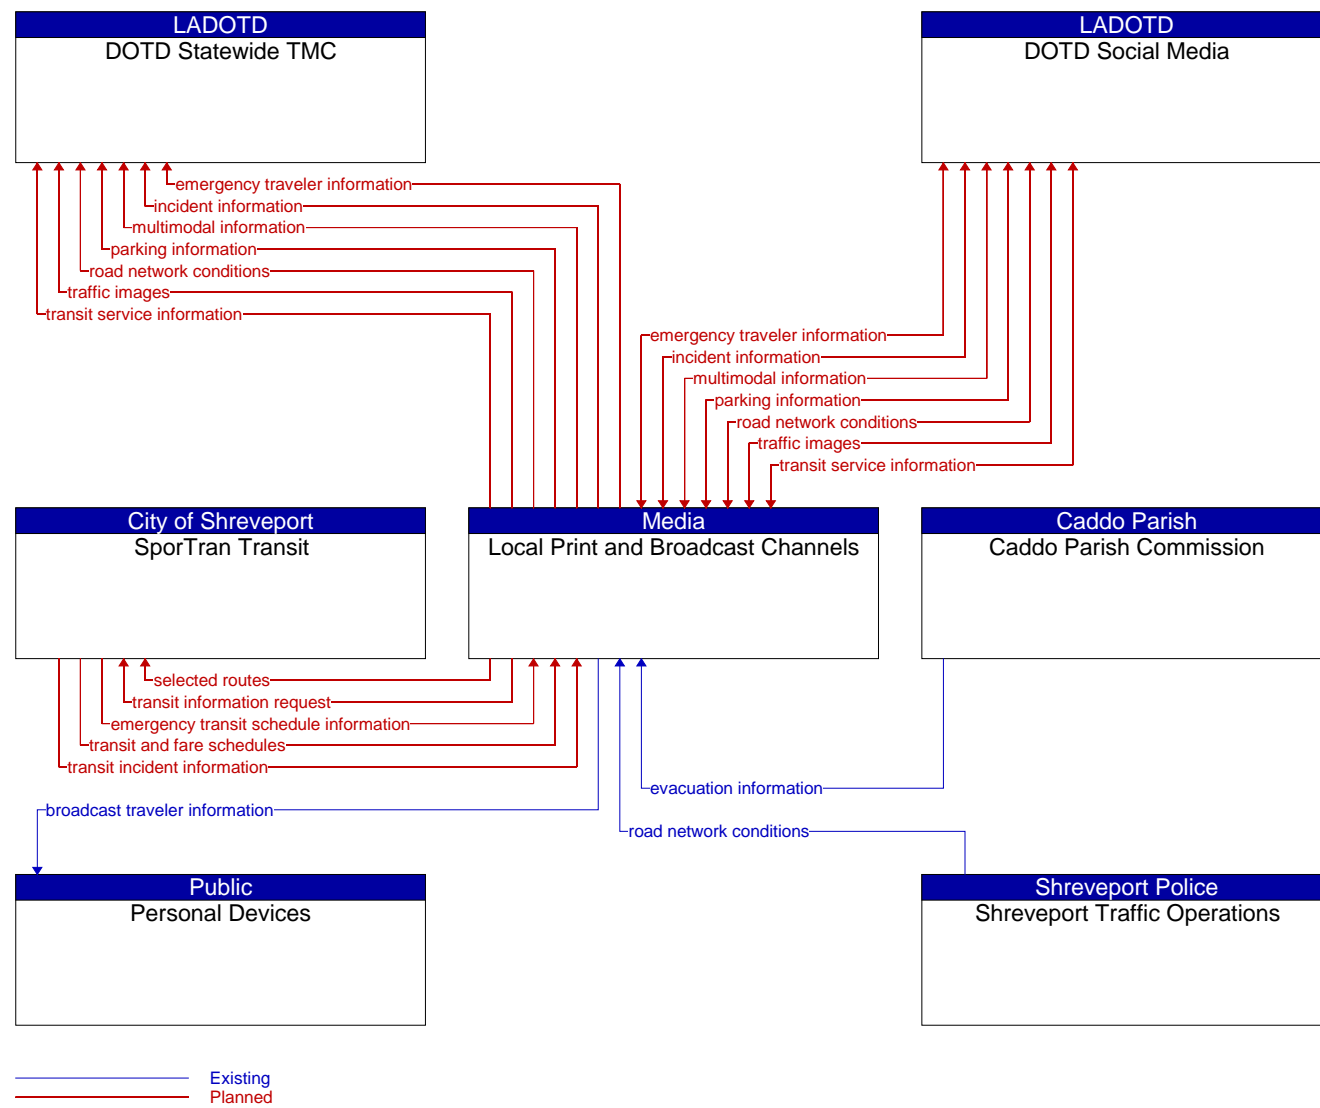 LADOTD
DOTD Statewide TMC
LADOTD
DOTD Social Media
emergency traveler information
incident information
multimodal information
parking information
road network conditions
traffic images
transit service information
emergency traveler information
incident information
multimodal information
parking information
road network conditions
traffic images
transit service information
City of Shreveport
SporTran Transit
Media
Local Print and Broadcast Channels
Caddo Parish
Caddo Parish Commission
selected routes
transit information request
emergency transit schedule information
transit and fare schedules
transit incident information
evacuation information
broadcast traveler information
road network conditions
Public
Personal Devices
Shreveport Police
Shreveport Traffic Operations
Existing
Planned